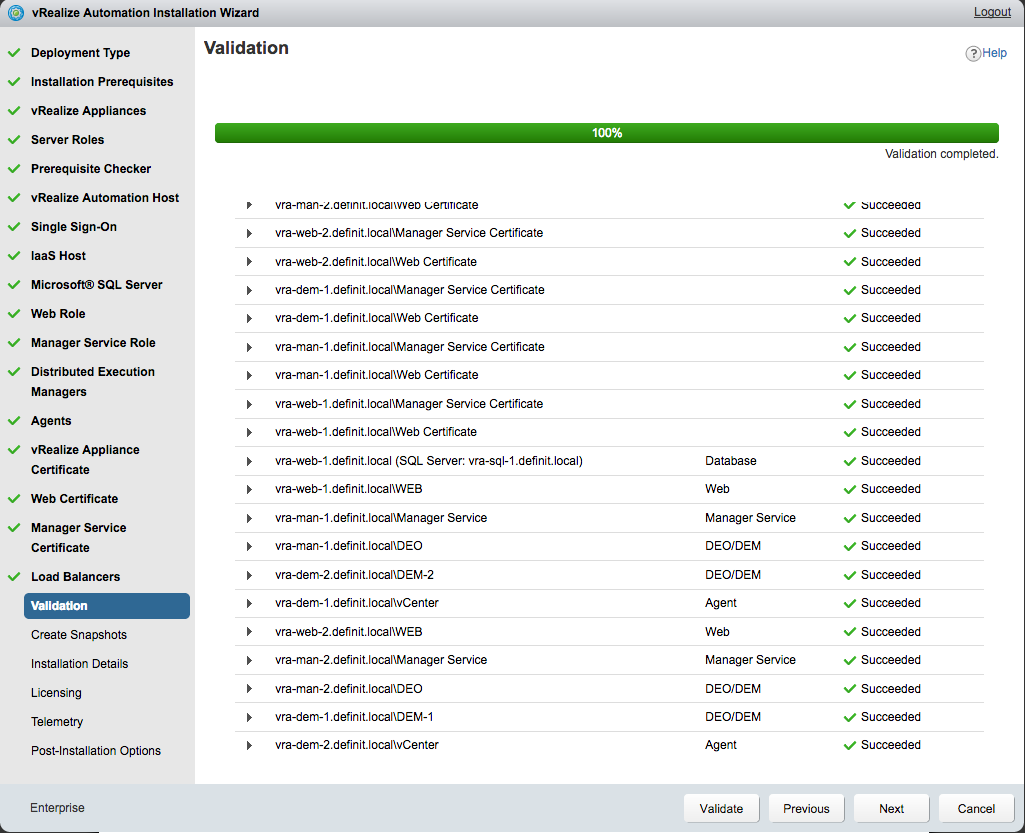 vRealize Automation Installation Wizard
Logout
Deployment Type
Installation Prerequisites
vRealize Appliances
Server Roles
Prerequisite Checker
vRealize Automation Host
Single Sign-On
IaaS Host
Microsoft® SQL Server
Web Role
Manager Service Role
Distributed Execution
Managers
Agents
vRealize Appliance
Certificate
Web Certificate
Manager Service
Certificate
Load Balancers
Validation
Create Snapshots
Installation Details
Licensing
Telemetry
Post-Installation Options
Validation
? Help
100%
Validation completed.
vra-man-2.definit.local\Web Certificate Succeeded
vra-web-2.definit.local\Manager Service Certificate Succeeded
vra-web-2.definit.local\Web Certificate Succeeded
vra-dem-1.definit.local\Manager Service Certificate Succeeded
vra-dem-1.definit.local\Web Certificate Succeeded
vra-man-1.definit.local\Manager Service Certificate Succeeded
vra-man-1.definit.local\Web Certificate Succeeded
vra-web-1.definit.local\Manager Service Certificate Succeeded
vra-web-1.definit.local\Web Certificate Succeeded
vra-web-1.definit.local (SQL Server: vra-sql-1.definit.local) Database Succeeded
vra-web-1.definit.local\WEB Web Succeeded
vra-man-1.definit.local\Manager Service Manager Service Succeeded
vra-man-1.definit.local\DEO DEO/DEM Succeeded
vra-dem-2.definit.local\DEM-2 DEO/DEM Succeeded
vra-dem-1.definit.local\vCenter Agent Succeeded
vra-web-2.definit.local\WEB Web Succeeded
vra-man-2.definit.local\Manager Service Manager Service Succeeded
vra-man-2.definit.local\DEO DEO/DEM Succeeded
vra-dem-1.definit.local\DEM-1 DEO/DEM Succeeded
vra-dem-2.definit.local\vCenter Agent Succeeded
Enterprise
Validate Previous Next Cancel